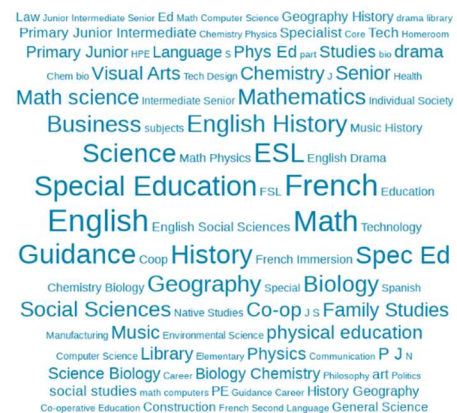 Law Junior Intermediate Senior Ed Math Computer Science Geography History drama library
Primary Junior Intermediate Chemistry Physics Specialist Core Tech Homeroom
Primary Junior HPE Language S Phys Ed part Studies bio drama
Chem bio Visual Arts Tech Design Chemistry J Senior Health
Math science Intermediate Senior Mathematics Individual Society
Business subjects English History Music History
Science Math Physics ESL English Drama
Special Education FSL French Education
English English Social Sciences Math Technology
Guidance Coop History French Immersion Spec Ed
Chemistry Biology Geography Special Biology Spanish
Social Sciences Native Studies Co-op J S Family Studies
Manufacturing Music Environmental Science physical education
Computer Science Library Elementary Physics Communication P J N
Science Biology Career Biology Chemistry Philosophy art Politics
social studies math computers PE Guidance Career History Geography
Co-operative Education Construction French Second Language General Science